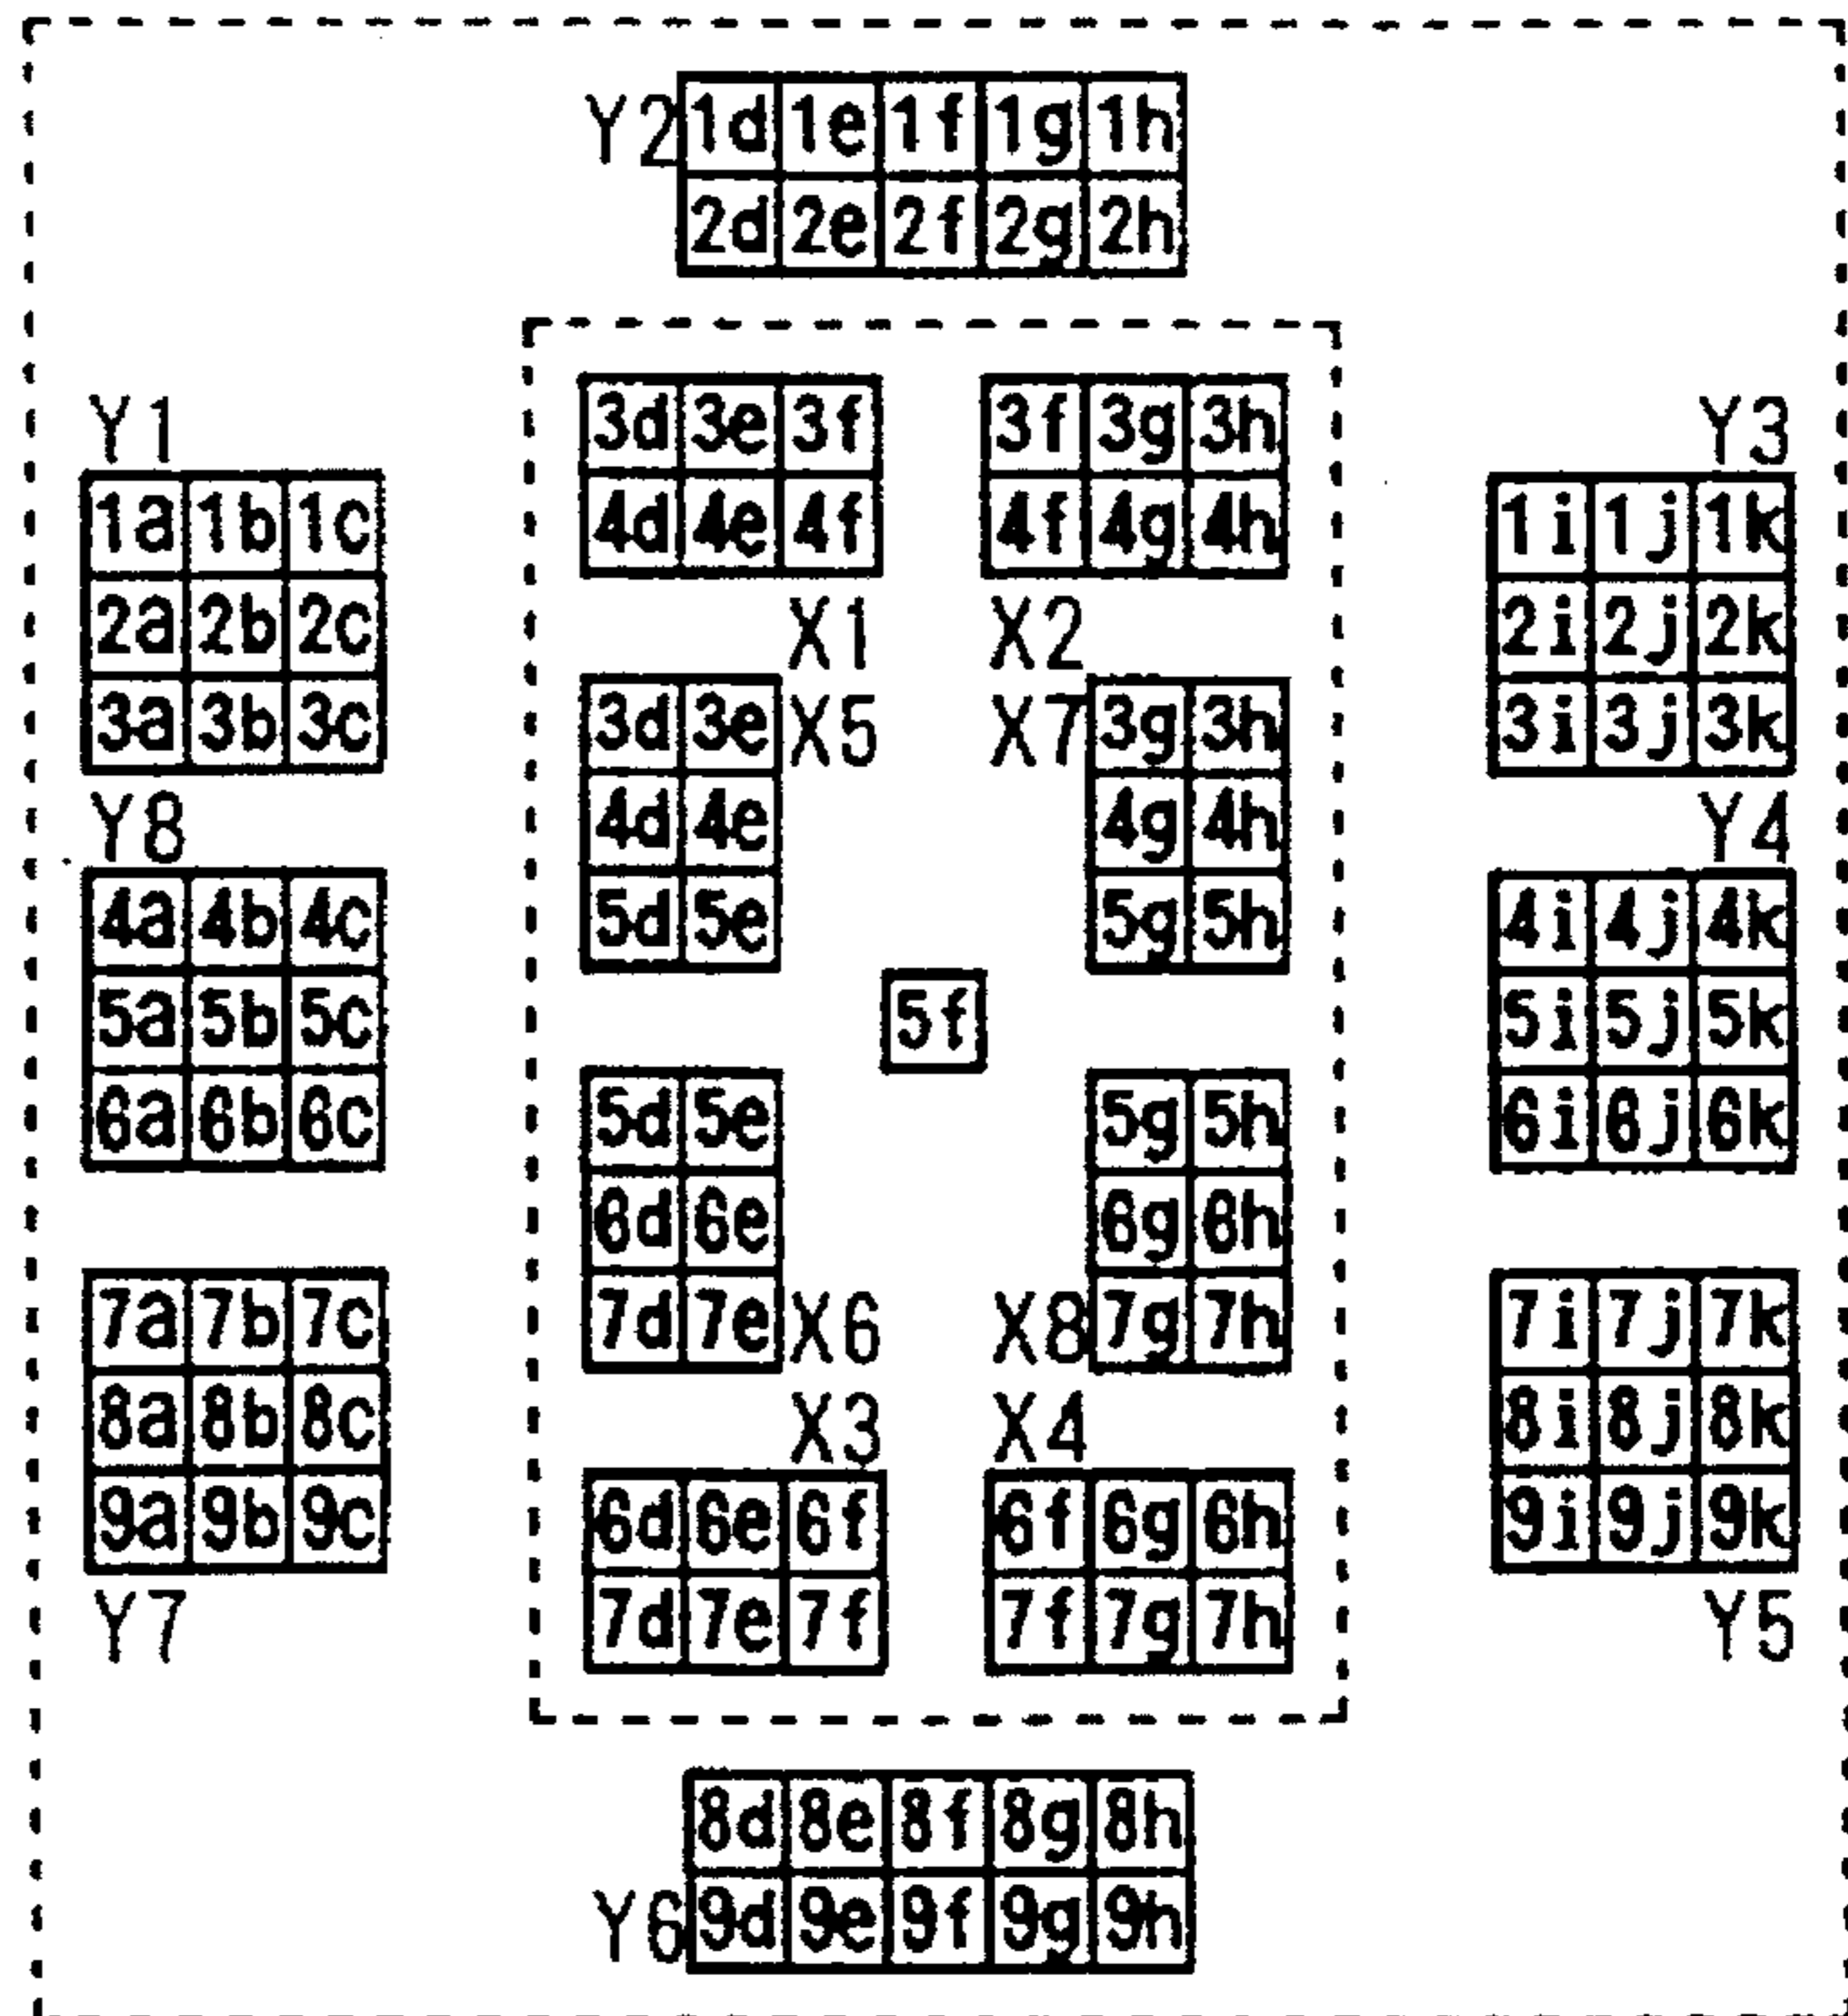 Y2 1d 1e 1f 1g 1h
2d 2e 2f 2g 2h
Y1
1a 1b 1c
2a 2b 2c
3a 3b 3c
Y8
4a 4b 4c
5a 5b 5c
6a 6b 6c
7a 7b 7c
8a 8b 8c
9a 9b 9c
Y7
3d 3e 3f
4d 4e 4f
X1
3f 3g 3h
4f 4g 4h
X2
3d 3e X5
4d 4e
5d 5e
X7 3g 3h
4g 4h
5g 5h
5f
5d 5e
6d 6e
7d 7e X6
5g 5h
6g 6h
X8 7g 7h
X3
6d 6e 6f
7d 7e 7f
X4
6f 6g 6h
7f 7g 7h
Y3
1i 1j 1k
2i 2j 2k
3i 3j 3k
Y4
4i 4j 4k
5i 5j 5k
6i 6j 6k
7i 7j 7k
8i 8j 8k
9i 9j 9k
Y5
8d 8e 8f 8g 8h
Y6 9d 9e 9f 9g 9h